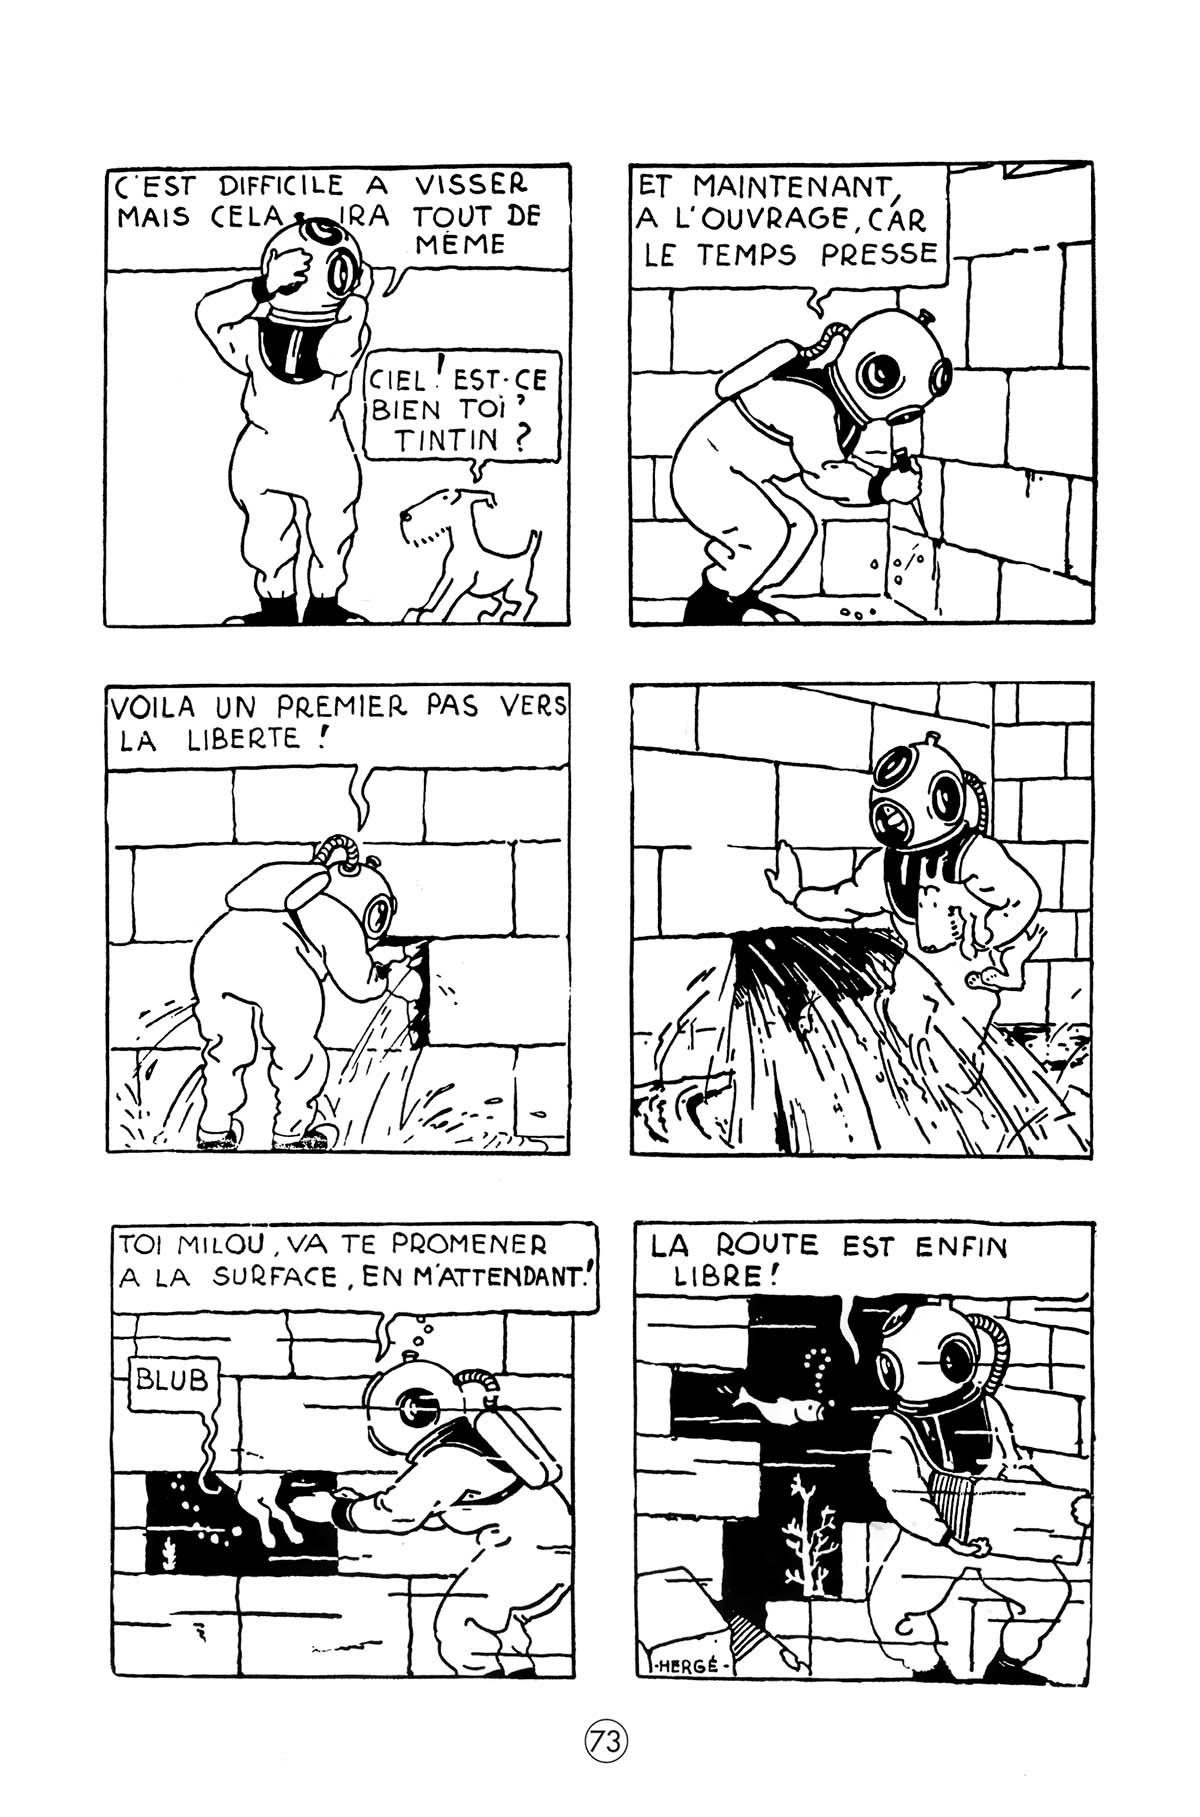 C'EST DIFFICILE A VISSER
MAIS CELA IRA TOUT DE
MÊME
CIEL! EST-CE
BIEN TOI,
TINTIN ?
ET MAINTENANT,
A L'OUVRAGE, CAR
LE TEMPS PRESSE
VOILA UN PREMIER PAS VERS
LA LIBERTE !
TOI MILOU, VA TE PROMENER
A LA SURFACE, EN M'ATTENDANT!
BLUB
LA ROUTE EST ENFIN
LIBRE !
·HERGÉ·
73